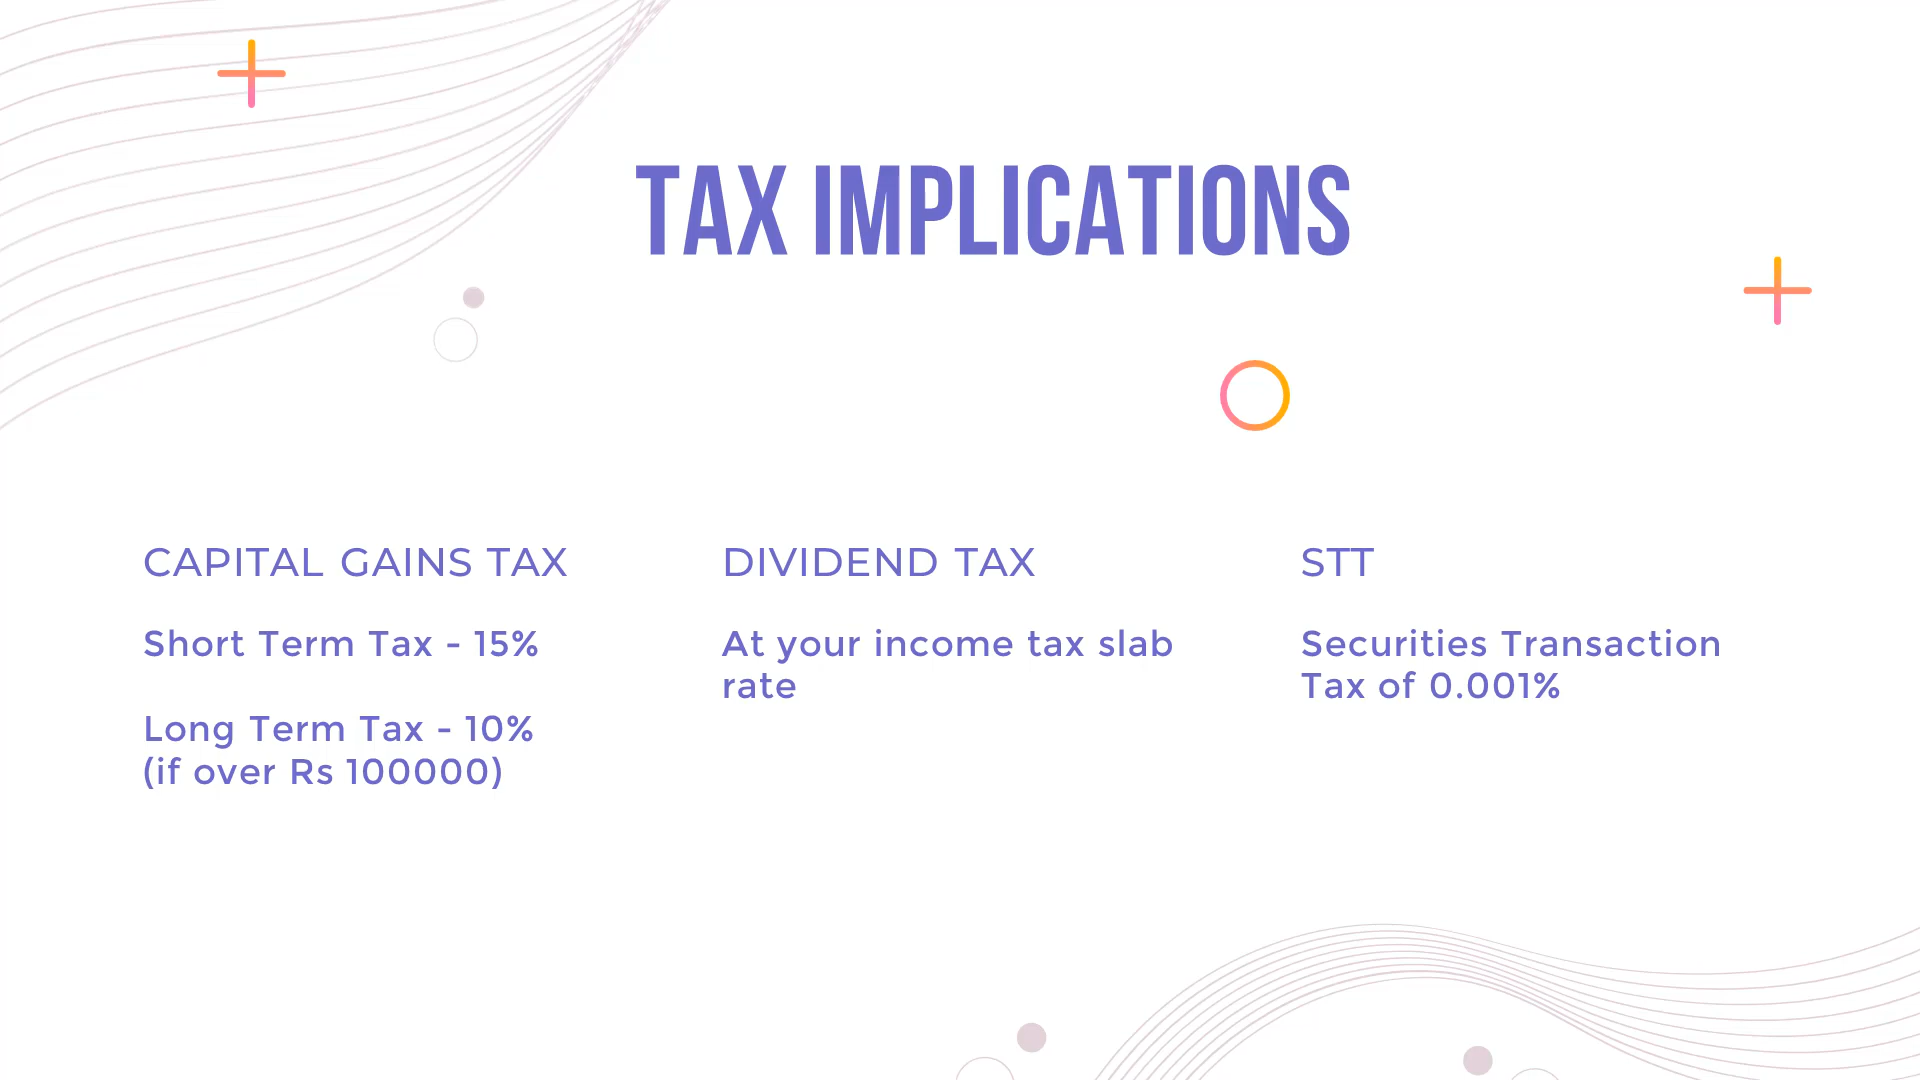 TAX IMPLICATIONS
CAPITAL GAINS TAX
Short Term Tax - 15%
Long Term Tax - 10%
(if over Rs 100000)
DIVIDEND TAX
At your income tax slab
rate
STT
Securities Transaction
Tax of 0.001%